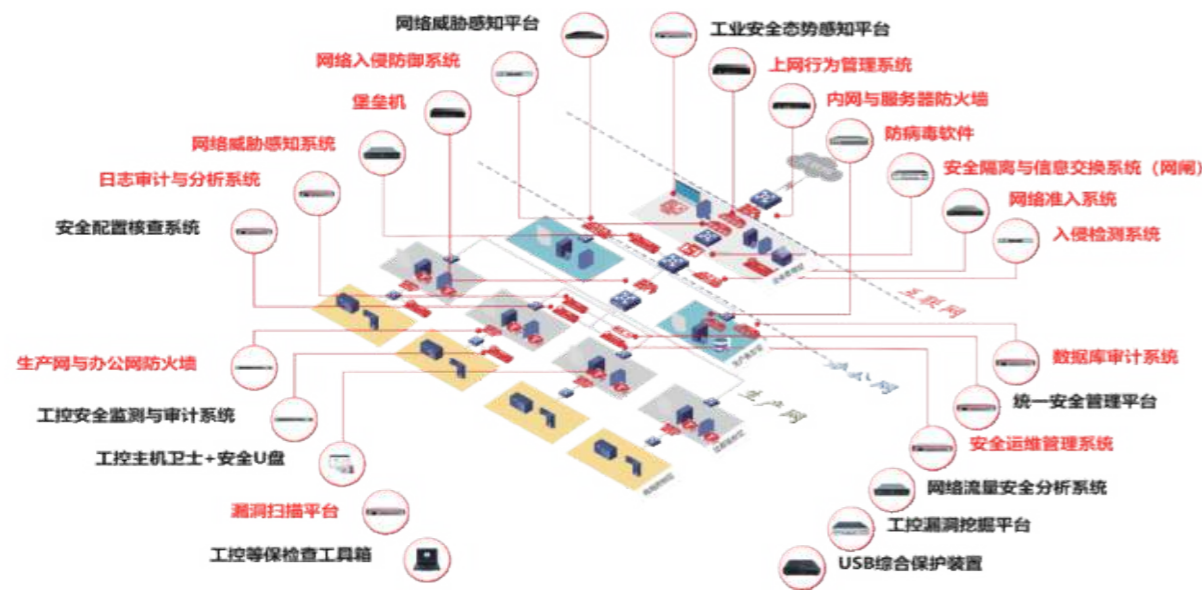 网络威胁感知平台
工业安全态势感知平台
网络入侵防御系统
上网行为管理系统
堡垒机
内网与服务器防火墙
网络威胁感知系统
防病毒软件
日志审计与分析系统
安全隔离与信息交换系统（网闸）
网络准入系统
安全配置核查系统
入侵检测系统
互联网
生产网与办公网防火墙
数据库审计系统
办公网
生产网
统一安全管理平台
工控安全监测与审计系统
安全运维管理系统
工控主机卫士+安全U盘
网络流量安全分析系统
漏洞扫描平台
工控漏洞挖掘平台
工控等保检查工具箱
USB综合保护装置